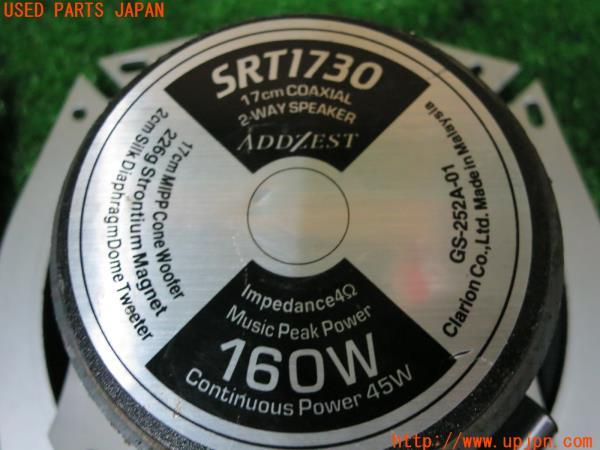 USED PARTS JAPAN
SRT1730
17cm COAXIAL
2-WAY SPEAKER
ADDZEST
17cm MIPP Cone Woofer
226g Strontium Magnet
2cm Silk Diaphragm Dome Tweeter
GS-252A-01
Clarion Co., Ltd. Made in Malaysia
Impedance4Ω
Music Peak Power
160W
Continuous Power 45W
http://www.upjpn.com/